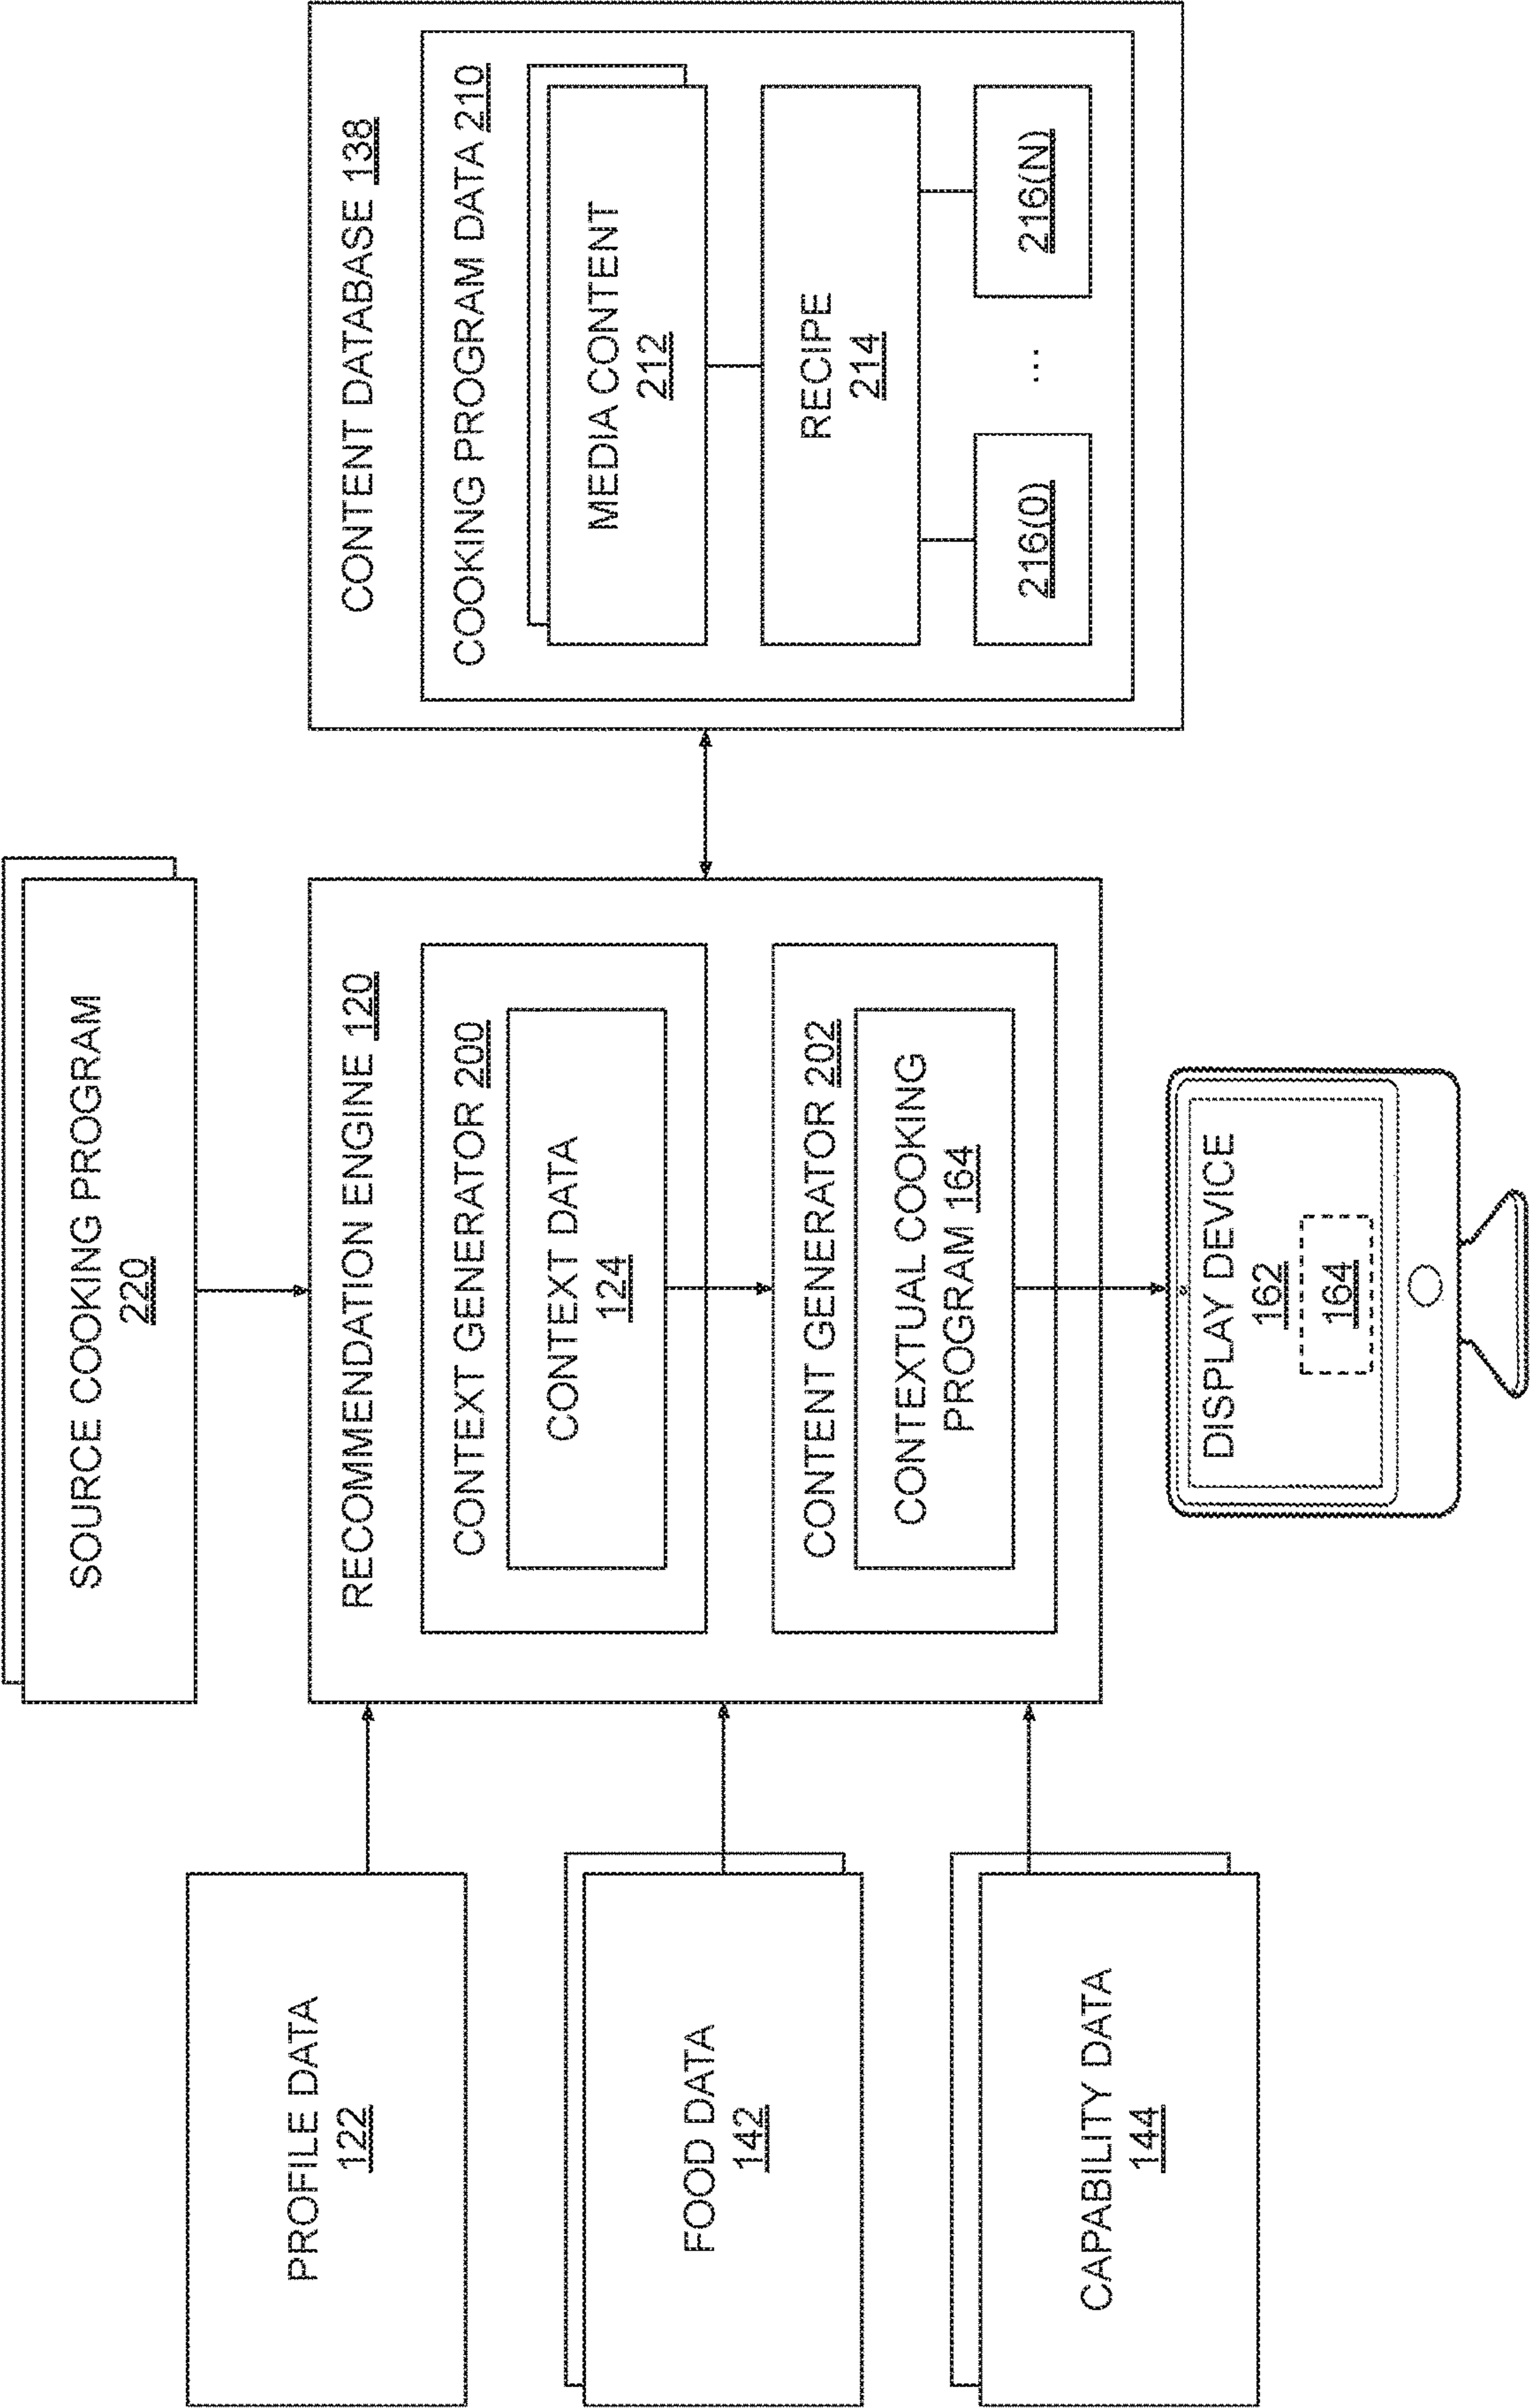 SOURCE COOKING PROGRAM
220
PROFILE DATA
122
FOOD DATA
142
CAPABILITY DATA
144
RECOMMENDATION ENGINE 120
CONTEXT GENERATOR 200
CONTEXT DATA
124
CONTENT GENERATOR 202
CONTEXTUAL COOKING
PROGRAM 164
DISPLAY DEVICE
162
164
CONTENT DATABASE 138
COOKING PROGRAM DATA 210
MEDIA CONTENT
212
RECIPE
214
216(0)
...
216(N)